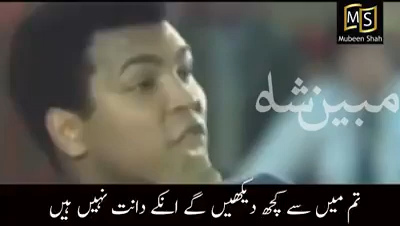 MS
Mubeen Shah
مبین شاہ
تم میں سے کچھ دیکھیں گے انکے دانت نہیں ہیں